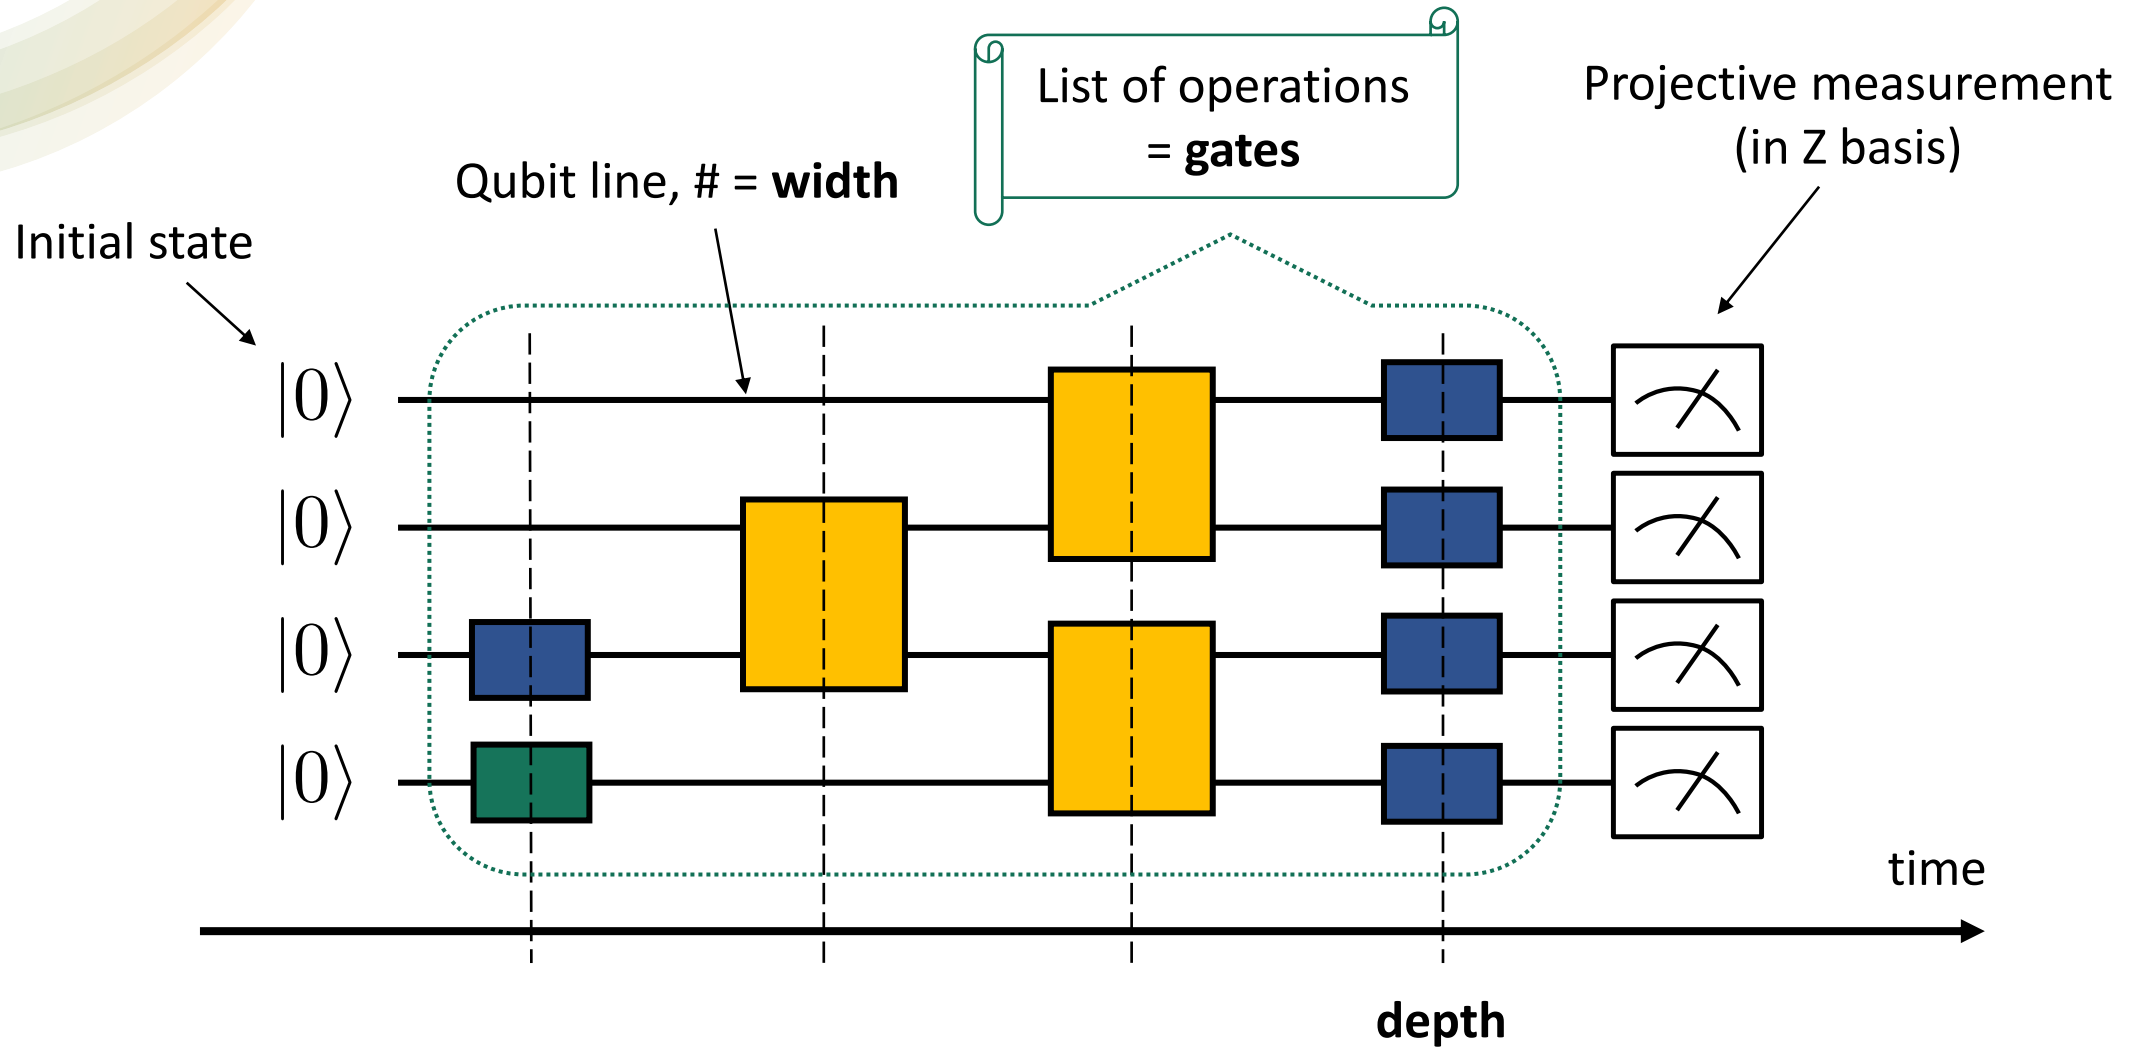 List of operations
= gates
Projective measurement
(in Z basis)
Qubit line, # = width
Initial state
|0⟩
|0⟩
|0⟩
|0⟩
time
depth